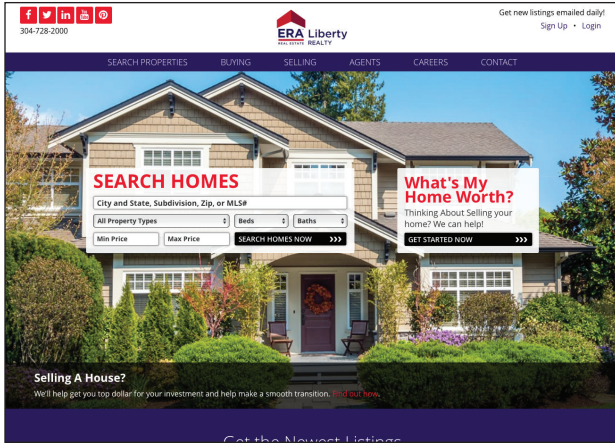 Get new listings emailed daily!
304-728-2000
Sign Up • Login
ERA Liberty
REAL ESTATE REALTY
SEARCH PROPERTIES BUYING SELLING AGENTS CAREERS CONTACT
SEARCH HOMES
City and State, Subdivision, Zip, or MLS#
All Property Types Beds Baths
Min Price Max Price SEARCH HOMES NOW »»
What's My
Home Worth?
Thinking About Selling your
home? We can help!
GET STARTED NOW »»
Selling A House?
We'll help get you top dollar for your investment and help make a smooth transition. Find out how.
Get the Newest Listings